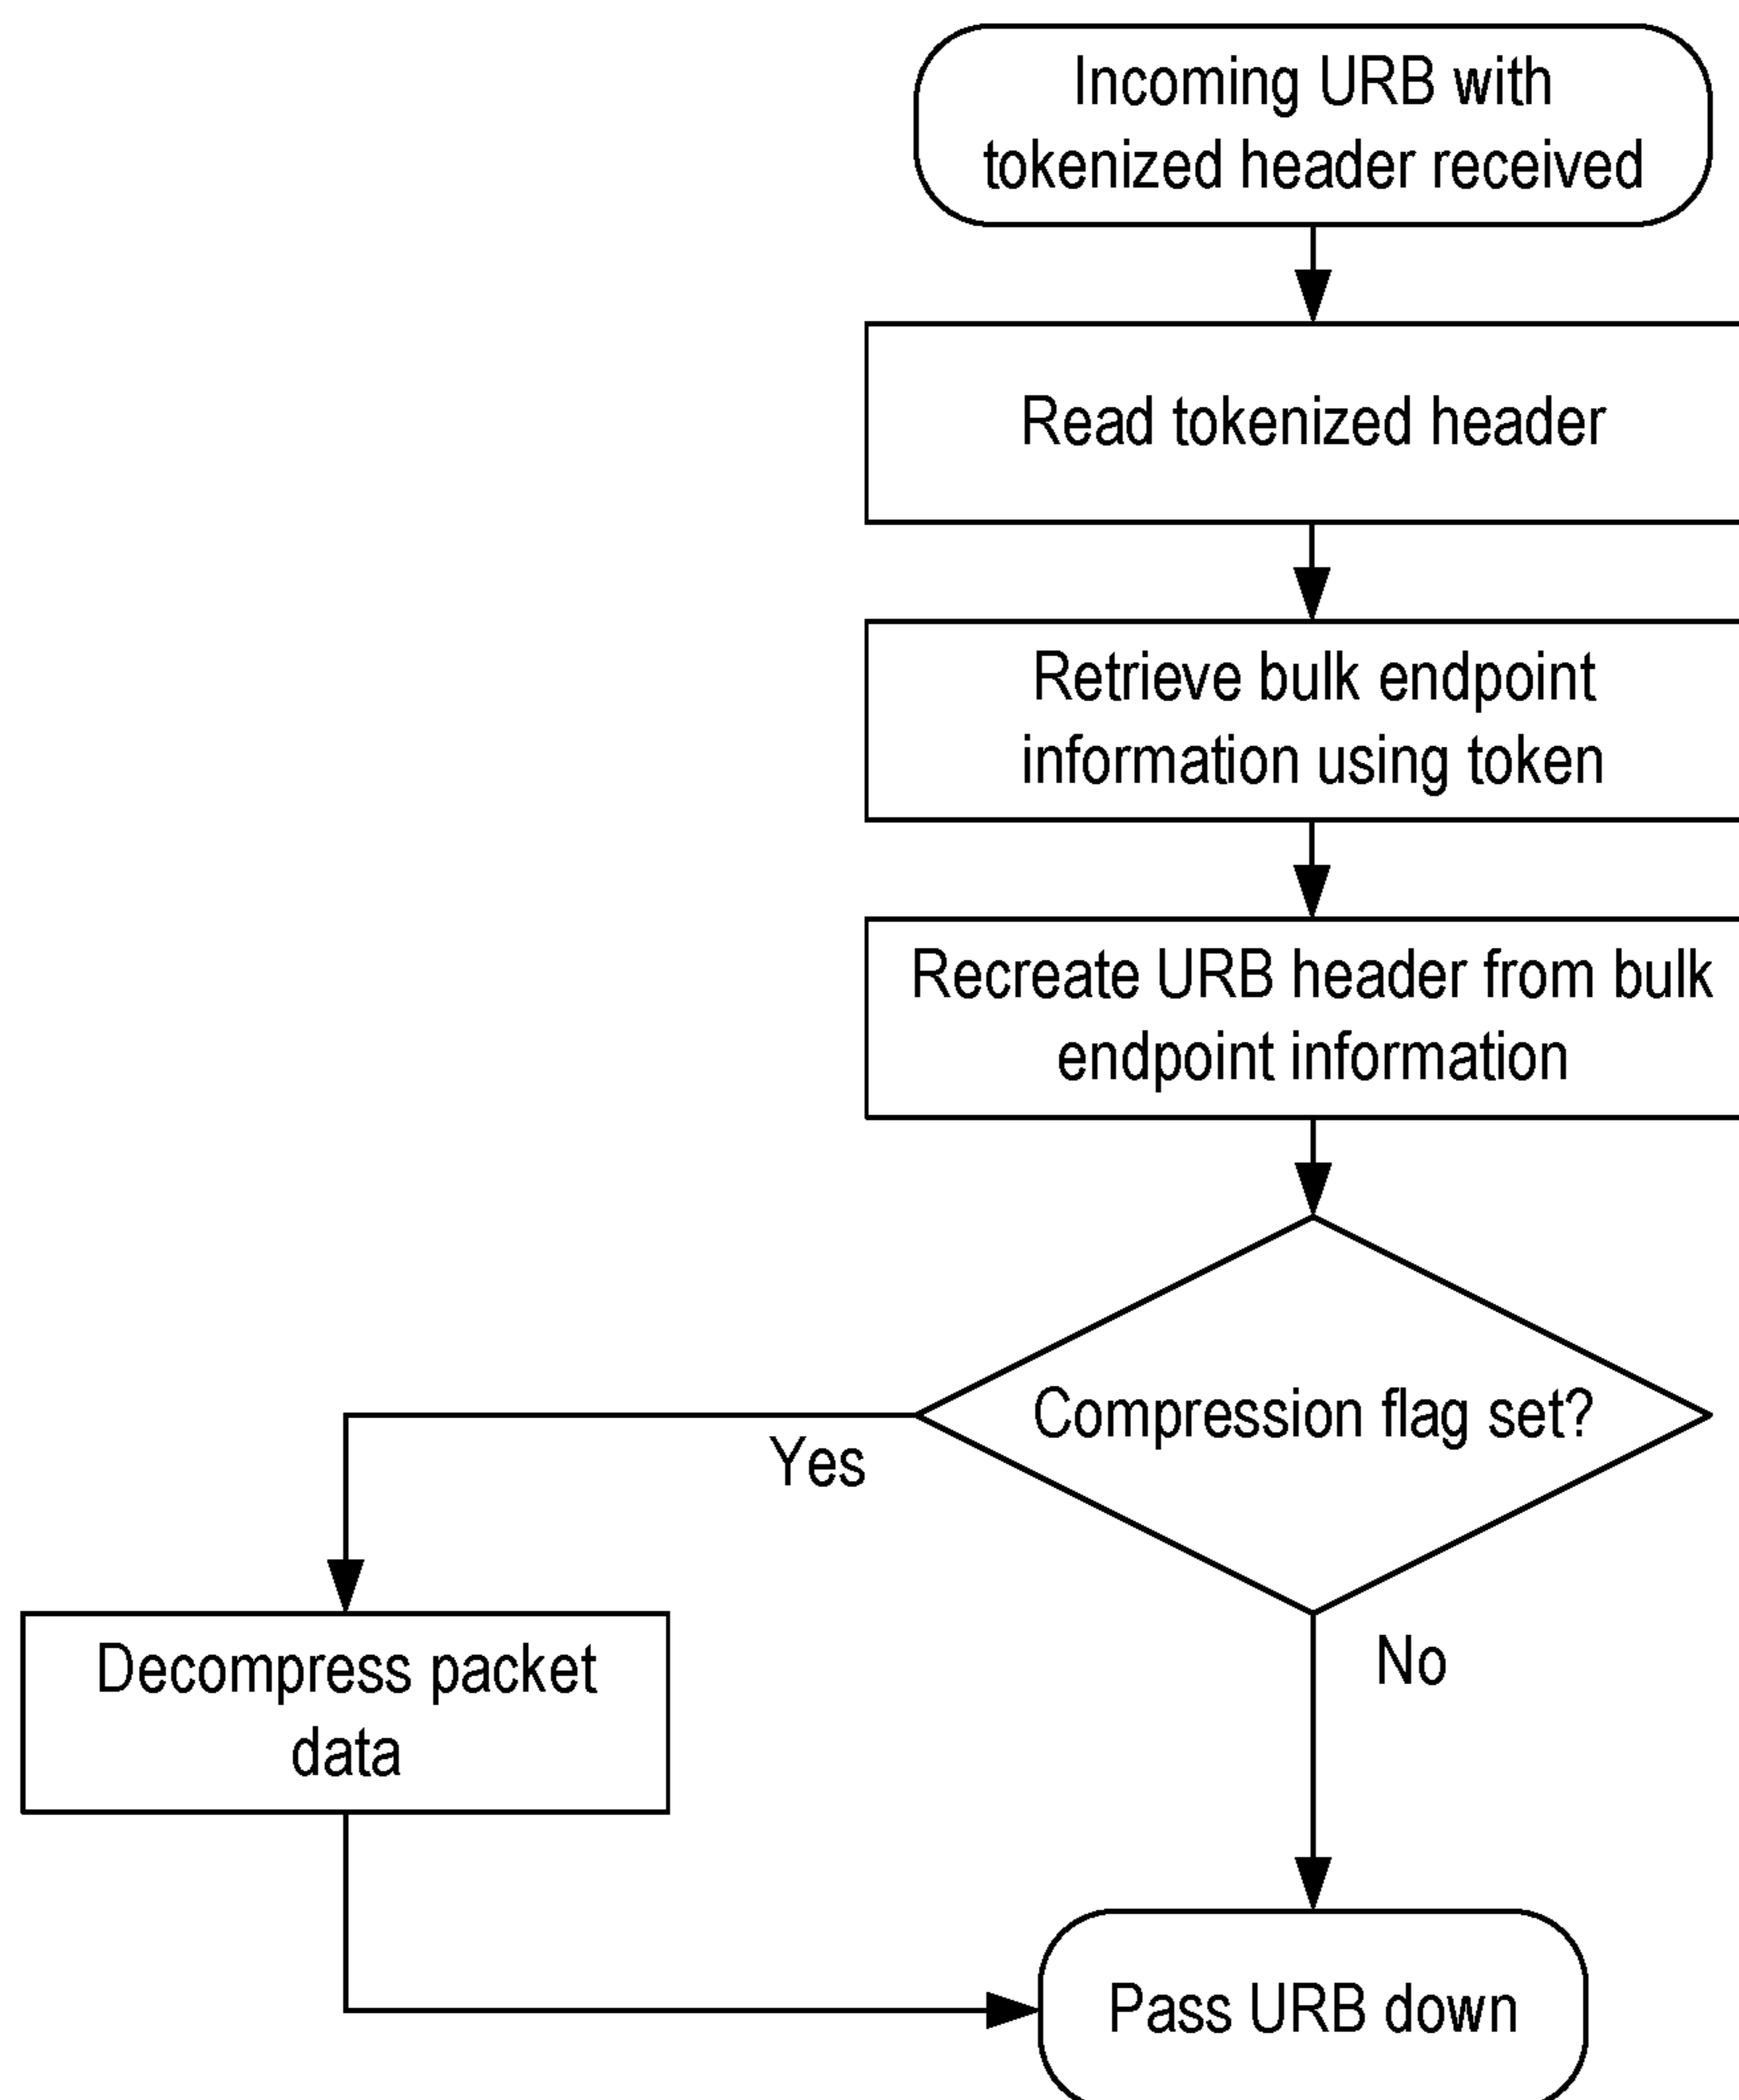 Incoming URB with
tokenized header received
Read tokenized header
Retrieve bulk endpoint
information using token
Recreate URB header from bulk
endpoint information
Compression flag set?
Yes
No
Decompress packet
data
Pass URB down